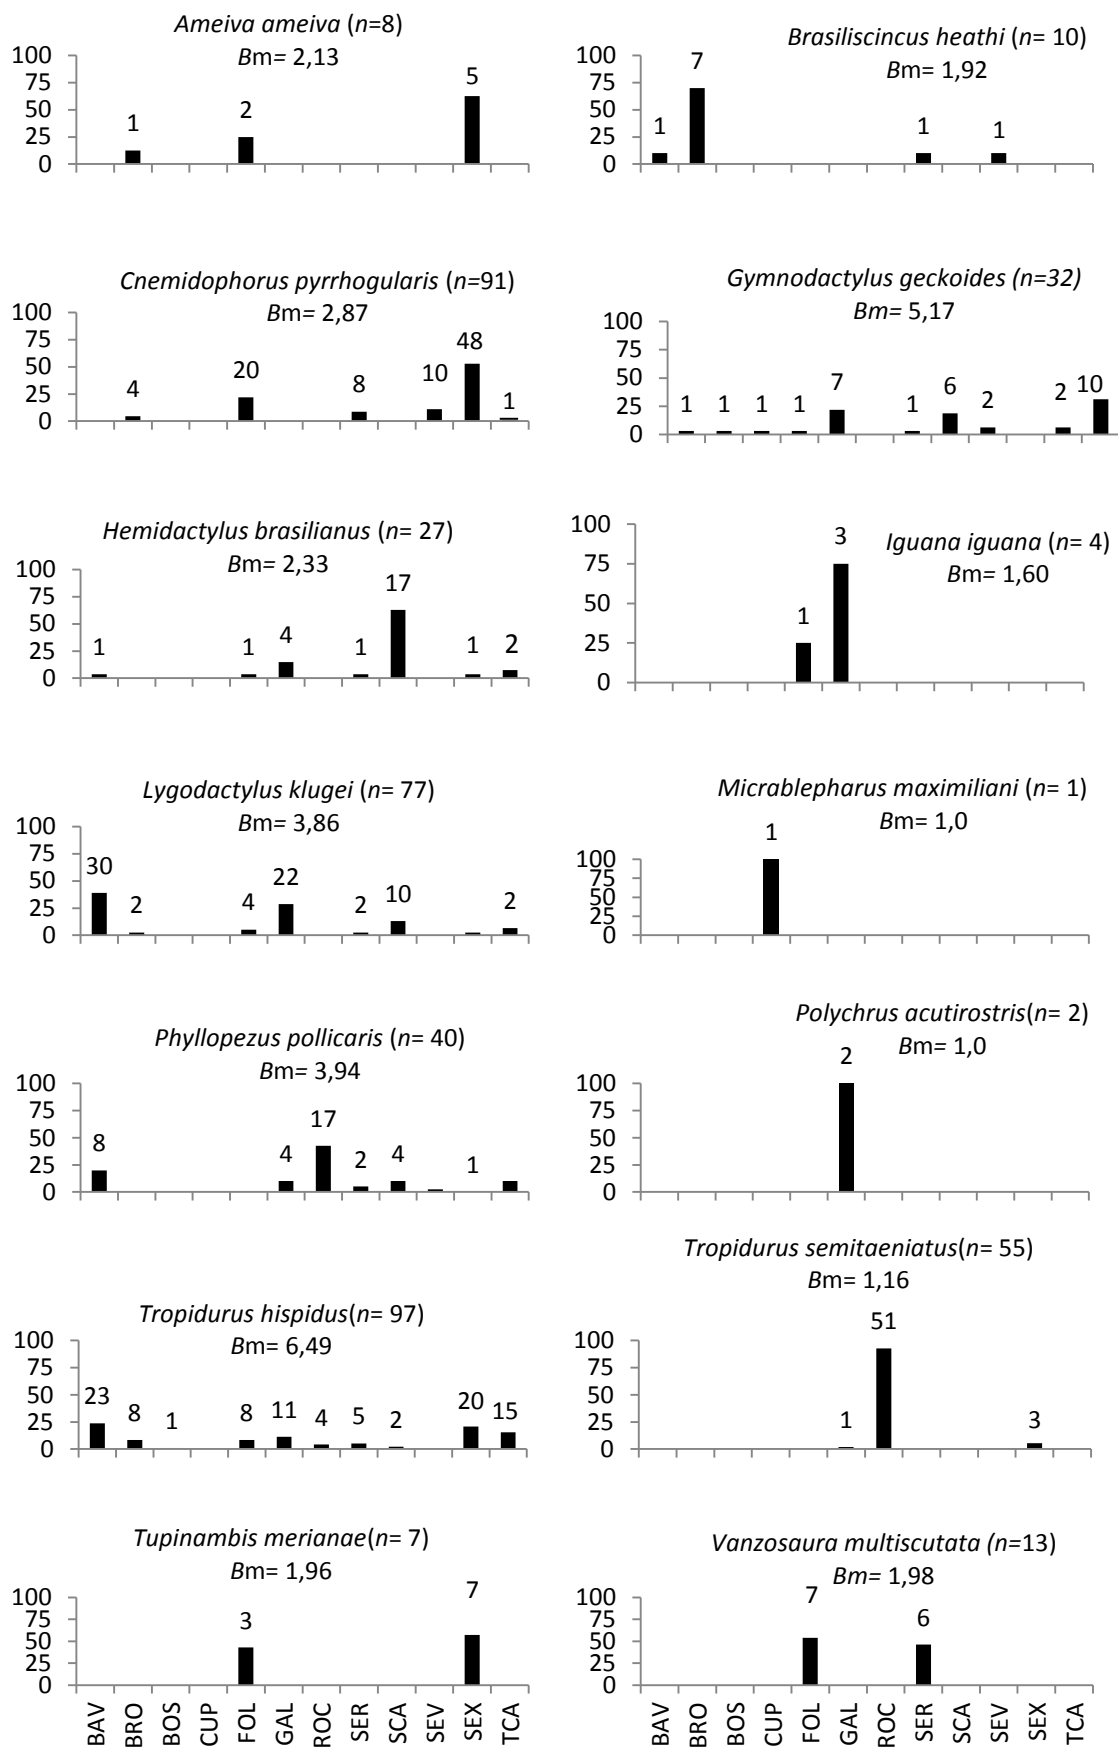 Ameiva ameiva (n=8)
Bm= 2,13
100
75
50
25
0
1
2
5
Brasiliscincus heathi (n= 10)
Bm= 1,92
100
75
50
25
0
1
7
1
1
Cnemidophorus pyrrhogularis (n=91)
Bm= 2,87
100
75
50
25
0
4
20
8
10
48
1
Gymnodactylus geckoides (n=32)
Bm= 5,17
100
75
50
25
0
1
1
1
1
7
1
6
2
2
10
Hemidactylus brasilianus (n= 27)
Bm= 2,33
100
75
50
25
0
1
1
4
1
17
1
2
Iguana iguana (n= 4)
Bm= 1,60
100
75
50
25
0
1
3
Lygodactylus klugei (n= 77)
Bm= 3,86
100
75
50
25
0
30
2
4
22
2
10
2
Micrablepharus maximiliani (n= 1)
Bm= 1,0
100
75
50
25
0
1
Phyllopezus pollicaris (n= 40)
Bm= 3,94
100
75
50
25
0
8
4
17
2
4
1
Polychrus acutirostris(n= 2)
Bm= 1,0
100
75
50
25
0
2
Tropidurus hispidus(n= 97)
Bm= 6,49
100
75
50
25
0
23
8
1
8
11
4
5
2
20
15
Tropidurus semitaeniatus(n= 55)
Bm= 1,16
100
75
50
25
0
1
51
3
Tupinambis merianae(n= 7)
Bm= 1,96
100
75
50
25
0
3
7
BAV
BRO
BOS
CUP
FOL
GAL
ROC
SER
SCA
SEV
SEX
TCA
Vanzosaura multiscutata (n=13)
Bm= 1,98
100
75
50
25
0
7
6
BAV
BRO
BOS
CUP
FOL
GAL
ROC
SER
SCA
SEV
SEX
TCA